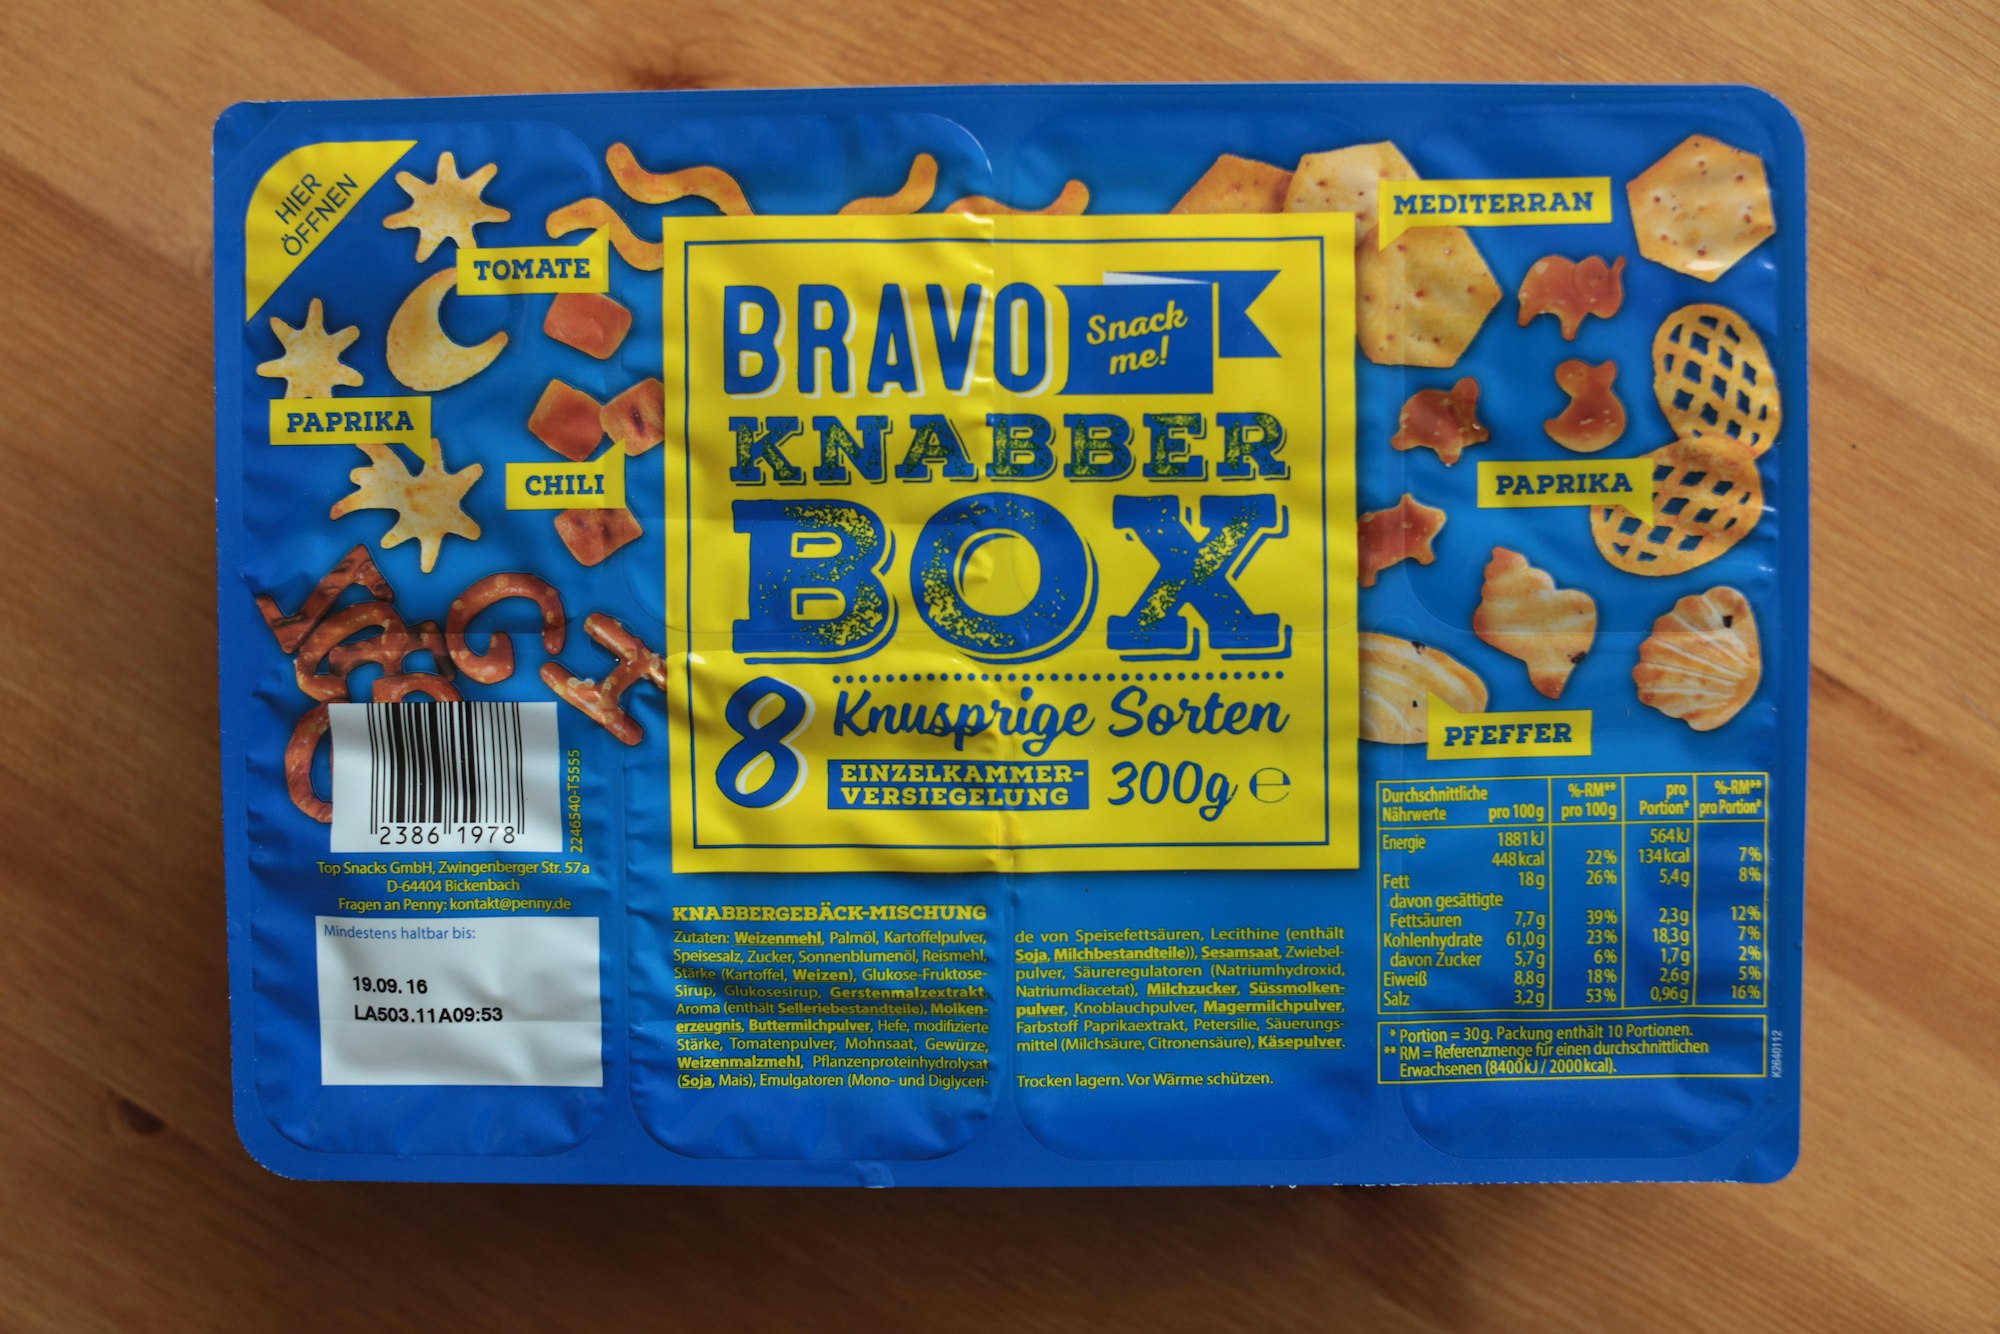 HIER
ÖFFNEN
TOMATE
PAPRIKA
CHILI
MEDITERRAN
PAPRIKA
PFEFFER
BRAVO
Snack
me!
KNABBER
BOX
8 Knusprige Sorten
EINZELKAMMER-
VERSIEGELUNG
300g ℮
2386 1978
2246540-T5555
Top Snacks GmbH, Zwingenberger Str. 57a
D-64404 Bickenbach
Fragen an Penny: kontakt@penny.de
Mindestens haltbar bis:
19.09.16
LA503.11A09:53
KNABBERGEBÄCK-MISCHUNG
Zutaten: Weizenmehl, Palmöl, Kartoffelpulver,
Speisesalz, Zucker, Sonnenblumenöl, Reismehl,
Stärke (Kartoffel, Weizen), Glukose-Fruktose-
Sirup, Glukosesirup, Gerstenmalzextrakt,
Aroma (enthält Selleriebestandteile), Molken-
erzeugnis, Buttermilchpulver, Hefe, modifizierte
Stärke, Tomatenpulver, Mohnsaat, Gewürze,
Weizenmalzmehl, Pflanzenproteinhydrolysat
(Soja, Mais), Emulgatoren (Mono- und Diglyceri-
de von Speisefettsäuren, Lecithine (enthält
Soja, Milchbestandteile)), Sesamsaat, Zwiebel-
pulver, Säureregulatoren (Natriumhydroxid,
Natriumdiacetat), Milchzucker, Süssmolken-
pulver, Knoblauchpulver, Magermilchpulver,
Farbstoff Paprikaextrakt, Petersilie, Säuerungs-
mittel (Milchsäure, Citronensäure), Käsepulver.
Trocken lagern. Vor Wärme schützen.
Durchschnittliche %-RM** pro %-RM**
Nährwerte pro 100g pro 100g Portion* pro Portion*
Energie 1881 kJ 564 kJ
448 kcal 22% 134 kcal 7%
Fett 18g 26% 5,4g 8%
davon gesättigte
Fettsäuren 7,7g 39% 2,3g 12%
Kohlenhydrate 61,0g 23% 18,3g 7%
davon Zucker 5,7g 6% 1,7g 2%
Eiweiß 8,8g 18% 2,6g 5%
Salz 3,2g 53% 0,96g 16%
* Portion = 30g. Packung enthält 10 Portionen.
** RM = Referenzmenge für einen durchschnittlichen
Erwachsenen (8400 kJ / 2000 kcal).
K2640112